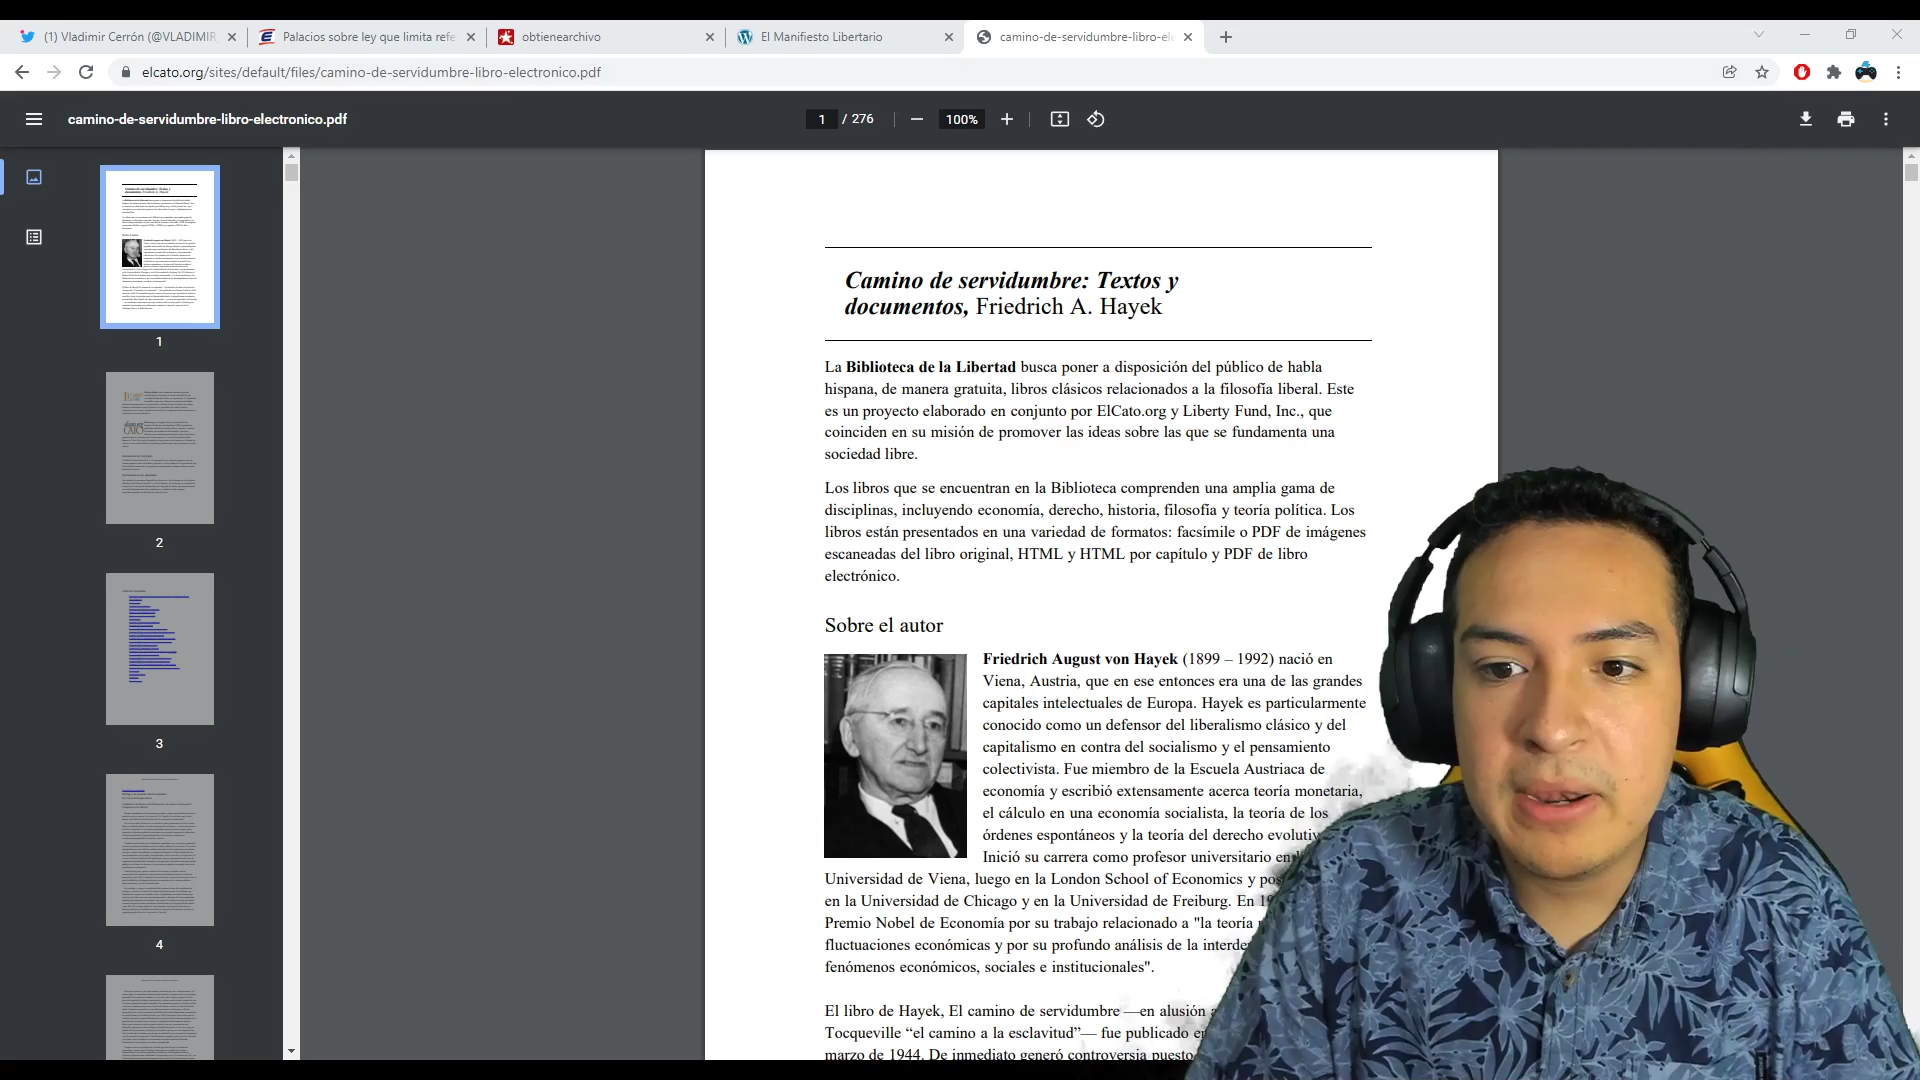 (1) Vladimir Cerrón (@VLADIMIR
Palacios sobre ley que limita refe
obtienearchivo
El Manifiesto Libertario
camino-de-servidumbre-libro-ele
elcato.org/sites/default/files/camino-de-servidumbre-libro-electronico.pdf
camino-de-servidumbre-libro-electronico.pdf
1 / 276
100%
1
2
3
4
Camino de servidumbre: Textos y
documentos, Friedrich A. Hayek
La Biblioteca de la Libertad busca poner a disposición del público de habla
hispana, de manera gratuita, libros clásicos relacionados a la filosofía liberal. Este
es un proyecto elaborado en conjunto por ElCato.org y Liberty Fund, Inc., que
coinciden en su misión de promover las ideas sobre las que se fundamenta una
sociedad libre.
Los libros que se encuentran en la Biblioteca comprenden una amplia gama de
disciplinas, incluyendo economía, derecho, historia, filosofía y teoría política. Los
libros están presentados en una variedad de formatos: facsímile o PDF de imágenes
escaneadas del libro original, HTML y HTML por capítulo y PDF de libro
electrónico.
Sobre el autor
Friedrich August von Hayek (1899 – 1992) nació en
Viena, Austria, que en ese entonces era una de las grandes
capitales intelectuales de Europa. Hayek es particularmente
conocido como un defensor del liberalismo clásico y del
capitalismo en contra del socialismo y el pensamiento
colectivista. Fue miembro de la Escuela Austriaca de
economía y escribió extensamente acerca teoría monetaria,
el cálculo en una economía socialista, la teoría de los
órdenes espontáneos y la teoría del derecho
Inició su carrera como profesor universitario en
Universidad de Viena, luego en la London School of Economics y
en la Universidad de Chicago y en la Universidad de Freiburg. En
Premio Nobel de Economía por su trabajo relacionado a "la teoría
fluctuaciones económicas y por su profundo análisis de la
fenómenos económicos, sociales e institucionales".
El libro de Hayek, El camino de servidumbre —en alusión
Tocqueville “el camino a la esclavitud”— fue publicado
marzo de 1944. De inmediato generó controversia puesto